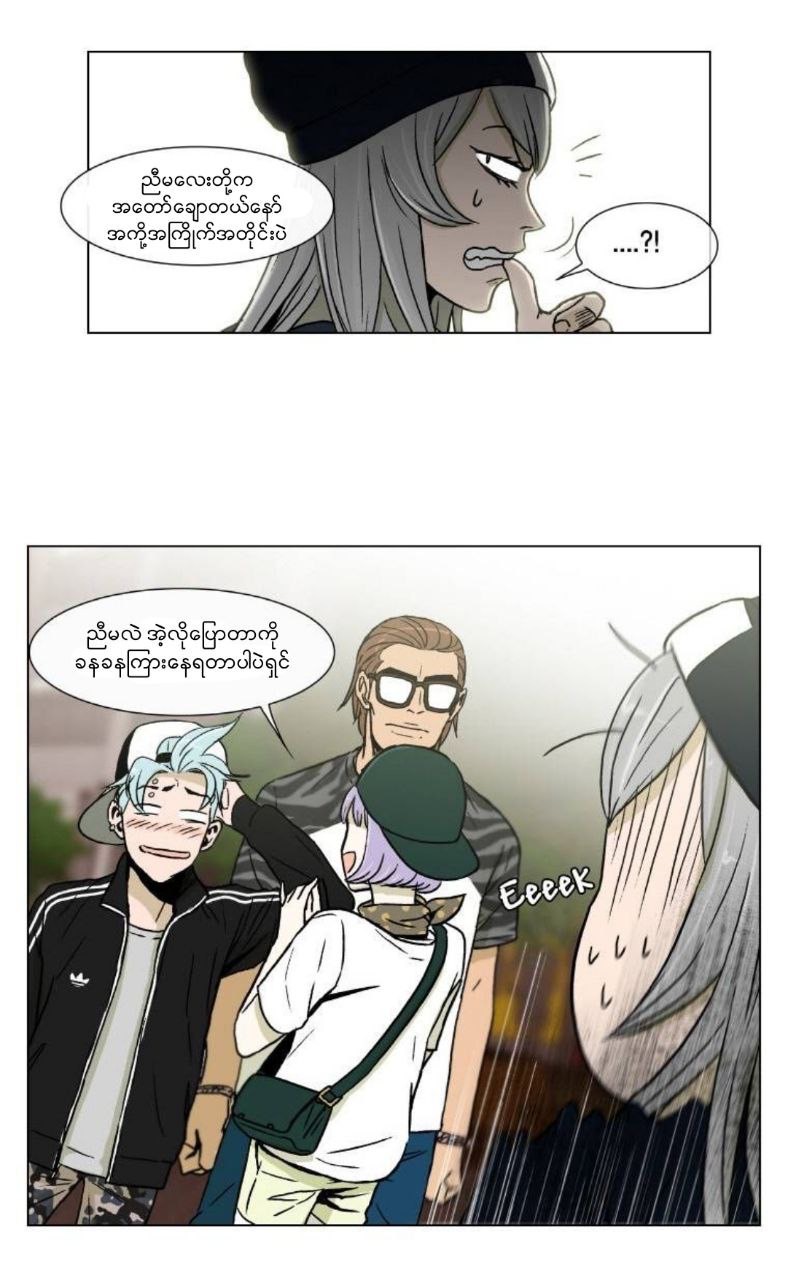 ညီမလေးတို့က
အတော်ချောတယ်နော်
အကို့အကြိုက်အတိုင်းပဲ
....?!
ညီမလဲ အဲ့လိုပြောတာကို
ခနခနကြားနေရတာပါပဲရှင်
Eeeek